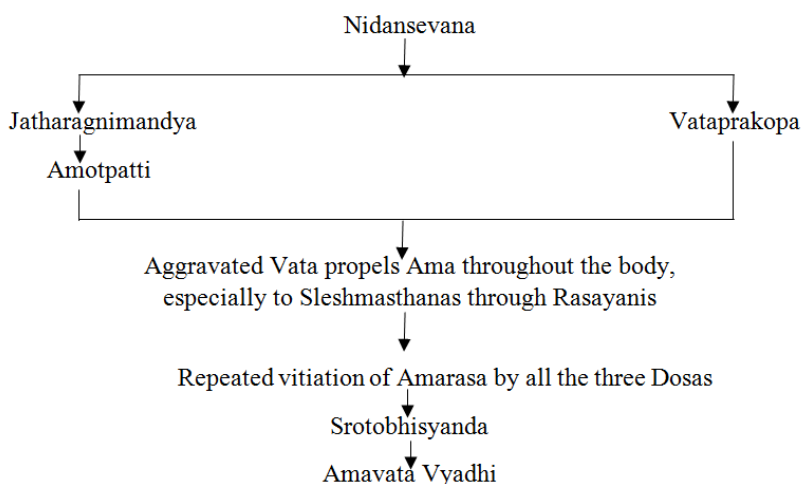 Nidansevana
Jatharagnimandya
Vataprakopa
Amotpatti
Aggravated Vata propels Ama throughout the body,
especially to Sleshmasthanas through Rasayanis
Repeated vitiation of Amarasa by all the three Dosas
Srotobhisyanda
Amavata Vyadhi